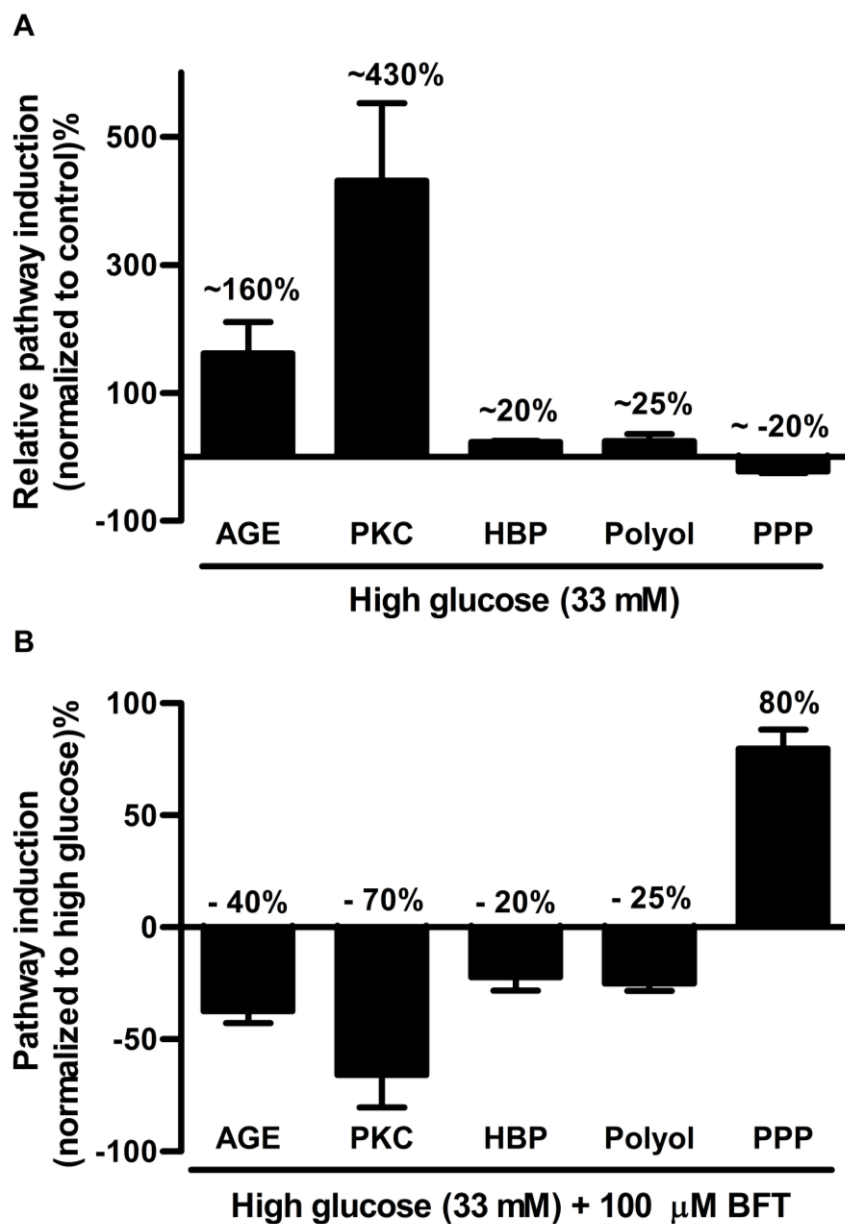 A
Relative pathway induction
(normalized to control)%
500
300
100
-100
~160%
~430%
~20%
~25%
~ -20%
AGE PKC HBP Polyol PPP
High glucose (33 mM)
B
Pathway induction
(normalized to high glucose)%
100
50
0
-50
-100
- 40%
- 70%
- 20%
- 25%
80%
AGE PKC HBP Polyol PPP
High glucose (33 mM) + 100 μM BFT